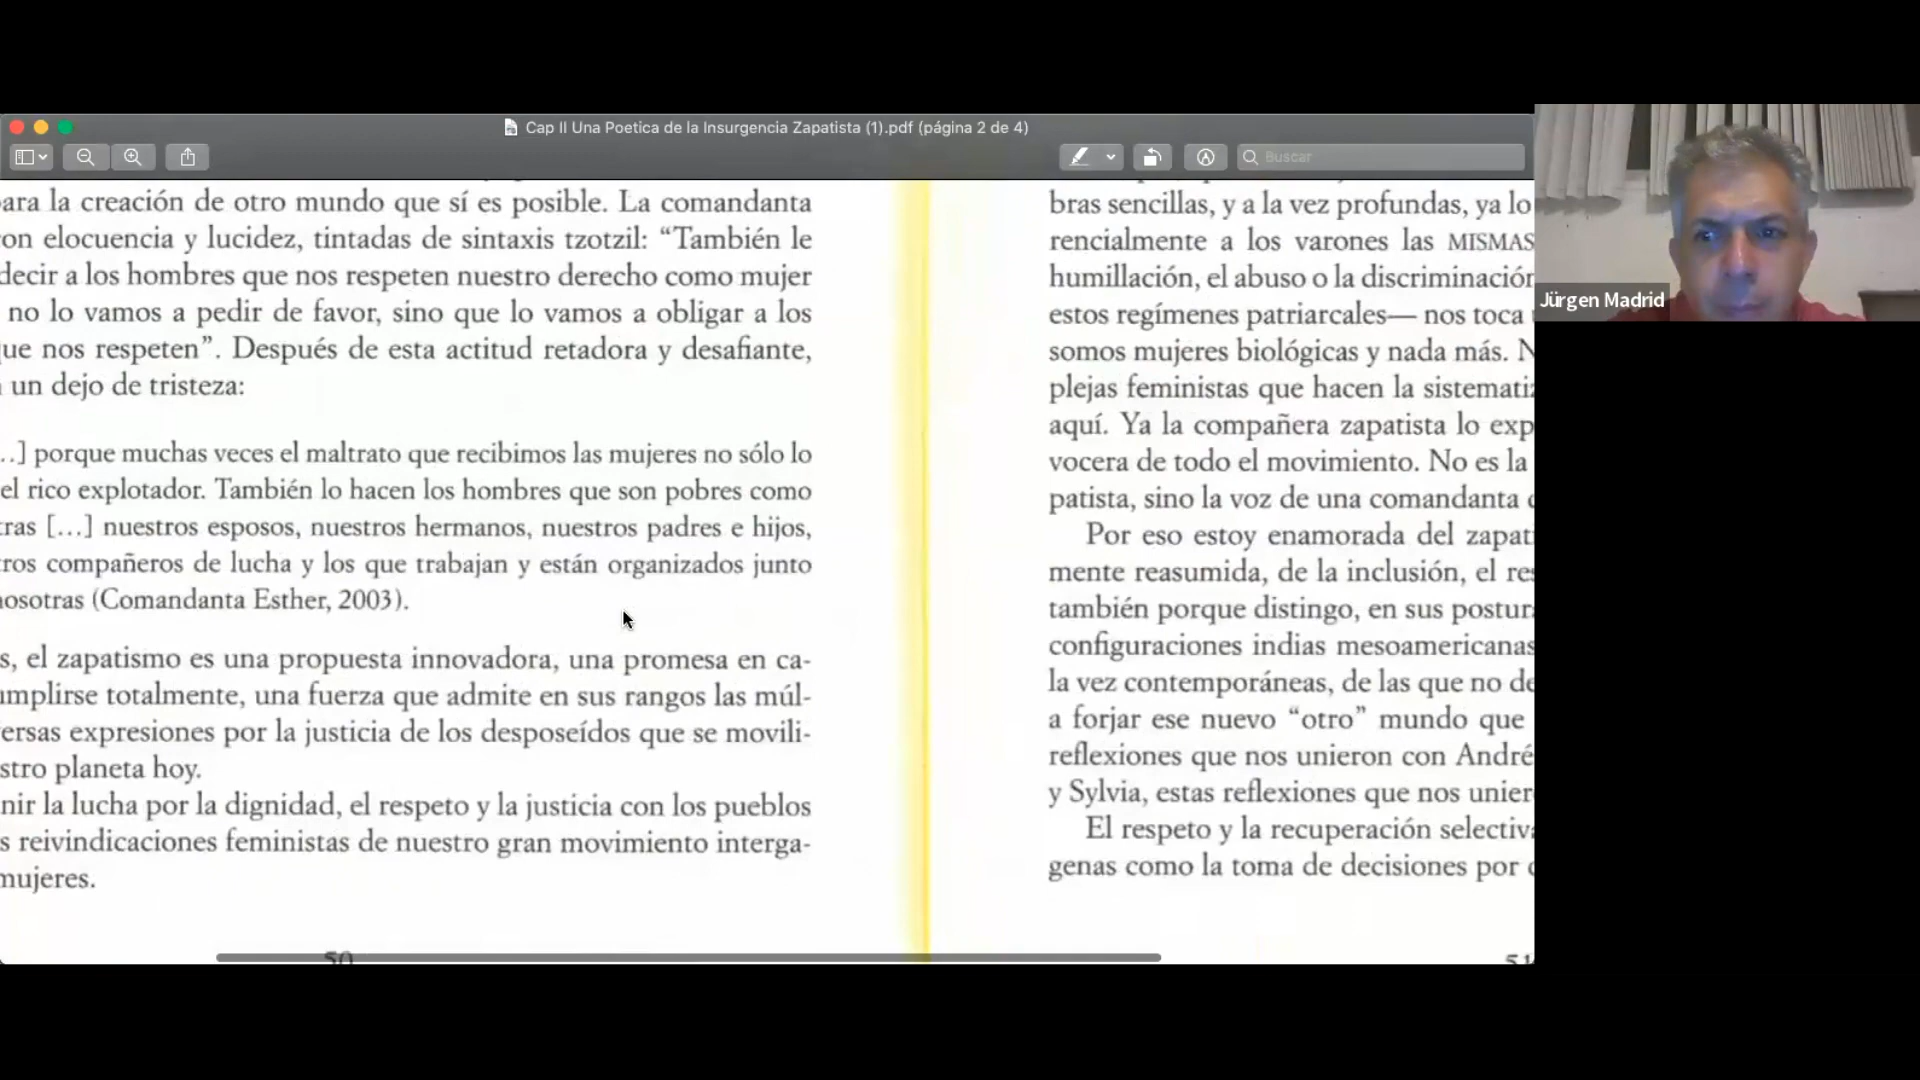 Cap II Una Poetica de la Insurgencia Zapatista (1).pdf (página 2 de 4)
Buscar
para la creación de otro mundo que sí es posible. La comandanta
on elocuencia y lucidez, tintadas de sintaxis tzotzil: “También le
decir a los hombres que nos respeten nuestro derecho como mujer
no lo vamos a pedir de favor, sino que lo vamos a obligar a los
ue nos respeten”. Después de esta actitud retadora y desafiante,
un dejo de tristeza:
..] porque muchas veces el maltrato que recibimos las mujeres no sólo lo
el rico explotador. También lo hacen los hombres que son pobres como
tras […] nuestros esposos, nuestros hermanos, nuestros padres e hijos,
tros compañeros de lucha y los que trabajan y están organizados junto
nosotras (Comandanta Esther, 2003).
s, el zapatismo es una propuesta innovadora, una promesa en ca-
umplirse totalmente, una fuerza que admite en sus rangos las múl-
ersas expresiones por la justicia de los desposeídos que se movili-
stro planeta hoy.
nir la lucha por la dignidad, el respeto y la justicia con los pueblos
s reivindicaciones feministas de nuestro gran movimiento interga-
mujeres.
50
bras sencillas, y a la vez profundas, ya lo
rencialmente a los varones las MISMAS
humillación, el abuso o la discriminación
estos regímenes patriarcales— nos toca
somos mujeres biológicas y nada más. N
plejas feministas que hacen la sistematiz
aquí. Ya la compañera zapatista lo exp
vocera de todo el movimiento. No es la
patista, sino la voz de una comandanta
Por eso estoy enamorada del zapati
mente reasumida, de la inclusión, el res
también porque distingo, en sus postur
configuraciones indias mesoamericanas
la vez contemporáneas, de las que no de
a forjar ese nuevo “otro” mundo que
reflexiones que nos unieron con André
y Sylvia, estas reflexiones que nos unier
El respeto y la recuperación selectiva
genas como la toma de decisiones por
51
Jürgen Madrid